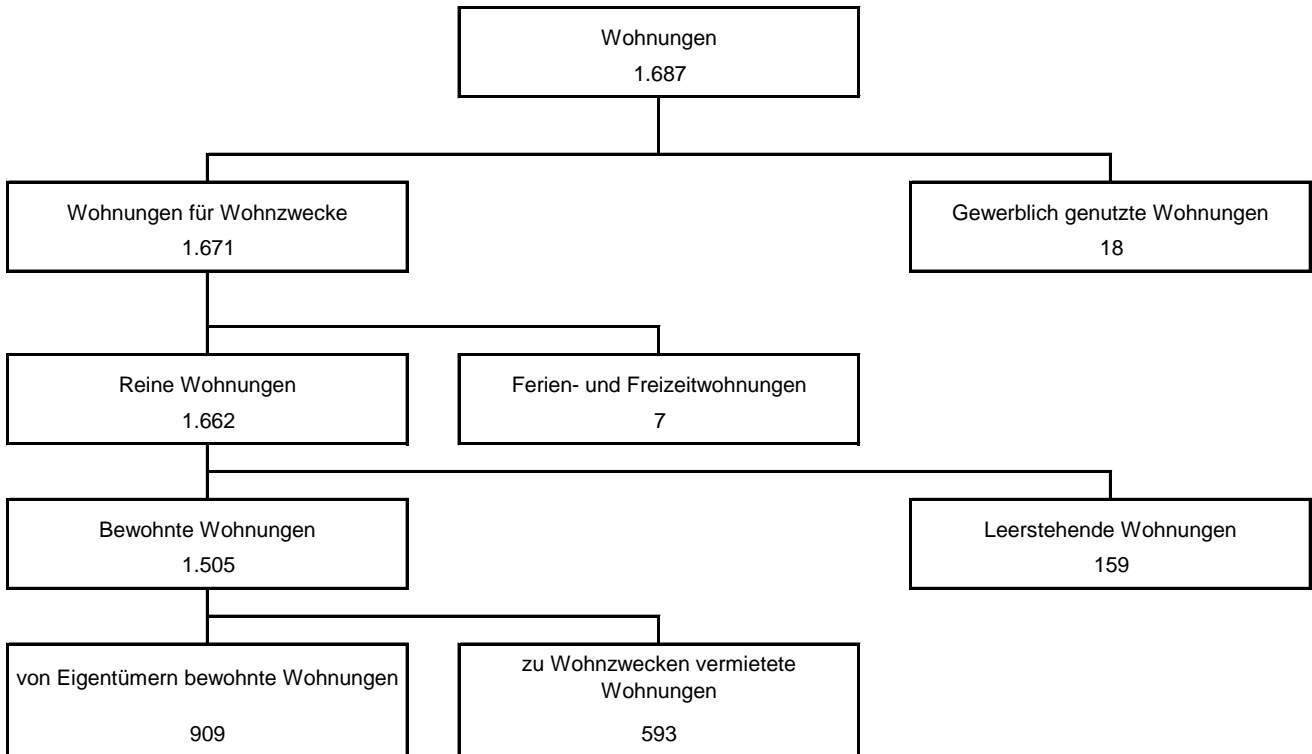 Wohnungen
1.687
Wohnungen für Wohnzwecke
1.671
Gewerblich genutzte Wohnungen
18
Reine Wohnungen
1.662
Ferien- und Freizeitwohnungen
7
Bewohnte Wohnungen
1.505
Leerstehende Wohnungen
159
von Eigentümern bewohnte Wohnungen
909
zu Wohnzwecken vermietete
Wohnungen
593